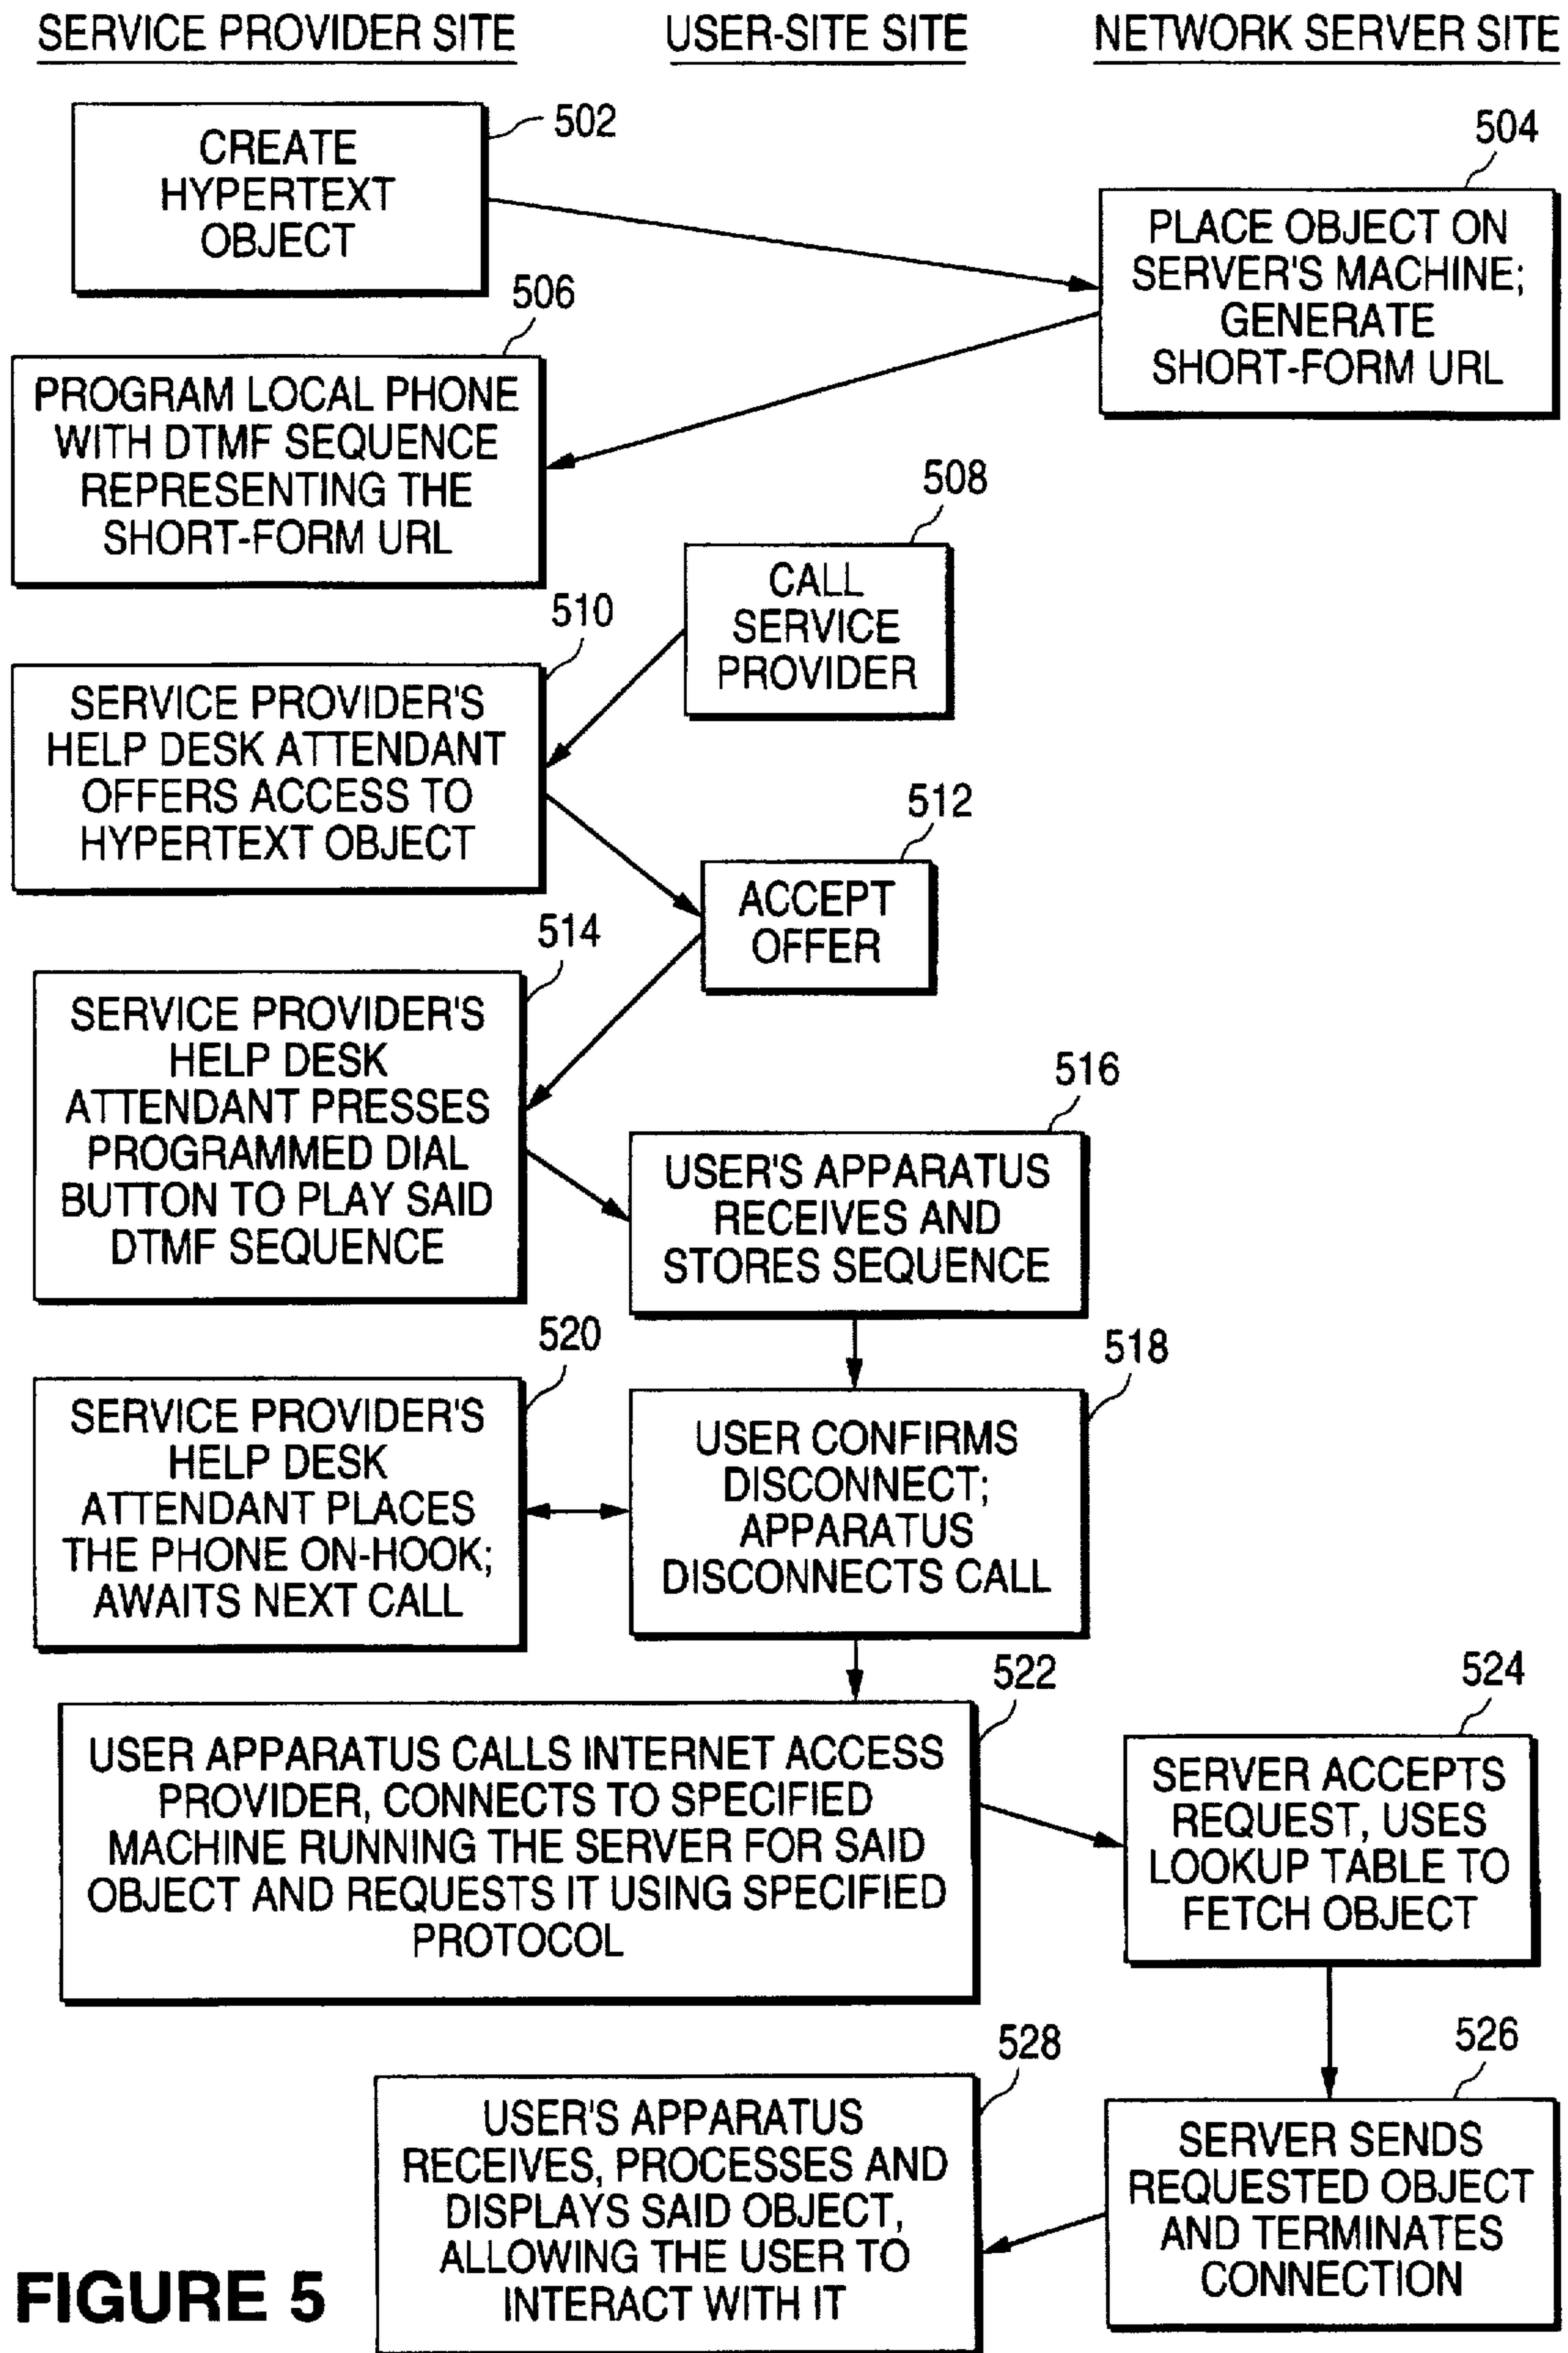 SERVICE PROVIDER SITE
USER-SITE SITE
NETWORK SERVER SITE
502
CREATE
HYPERTEXT
OBJECT
504
PLACE OBJECT ON
SERVER'S MACHINE;
GENERATE
SHORT-FORM URL
506
PROGRAM LOCAL PHONE
WITH DTMF SEQUENCE
REPRESENTING THE
SHORT-FORM URL
508
CALL
SERVICE
PROVIDER
510
SERVICE PROVIDER'S
HELP DESK ATTENDANT
OFFERS ACCESS TO
HYPERTEXT OBJECT
512
ACCEPT
OFFER
514
SERVICE PROVIDER'S
HELP DESK
ATTENDANT PRESSES
PROGRAMMED DIAL
BUTTON TO PLAY SAID
DTMF SEQUENCE
516
USER'S APPARATUS
RECEIVES AND
STORES SEQUENCE
518
USER CONFIRMS
DISCONNECT;
APPARATUS
DISCONNECTS CALL
520
SERVICE PROVIDER'S
HELP DESK
ATTENDANT PLACES
THE PHONE ON-HOOK;
AWAITS NEXT CALL
522
USER APPARATUS CALLS INTERNET ACCESS
PROVIDER, CONNECTS TO SPECIFIED
MACHINE RUNNING THE SERVER FOR SAID
OBJECT AND REQUESTS IT USING SPECIFIED
PROTOCOL
524
SERVER ACCEPTS
REQUEST, USES
LOOKUP TABLE TO
FETCH OBJECT
526
SERVER SENDS
REQUESTED OBJECT
AND TERMINATES
CONNECTION
528
USER'S APPARATUS
RECEIVES, PROCESSES AND
DISPLAYS SAID OBJECT,
ALLOWING THE USER TO
INTERACT WITH IT
FIGURE 5